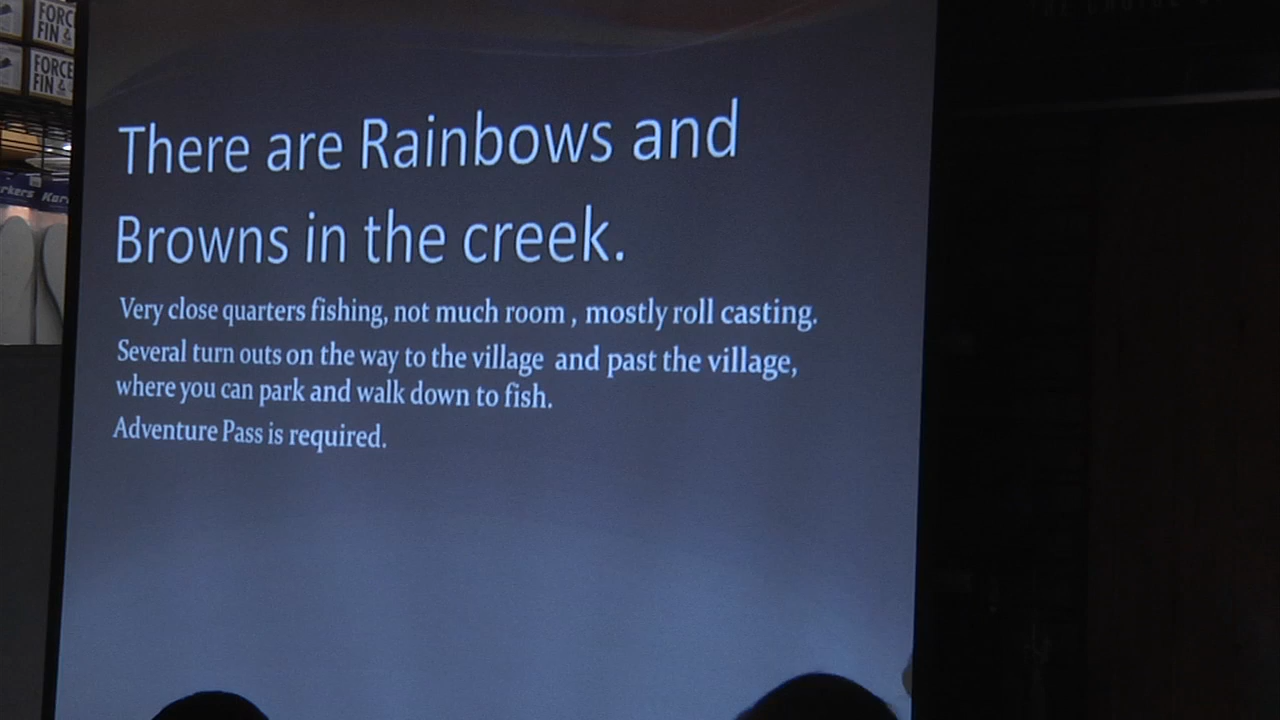 FORCE
FIN &
FORCE
FIN &
There are Rainbows and
Browns in the creek.
Very close quarters fishing, not much room , mostly roll casting.
Several turn outs on the way to the village and past the village,
where you can park and walk down to fish.
Adventure Pass is required.